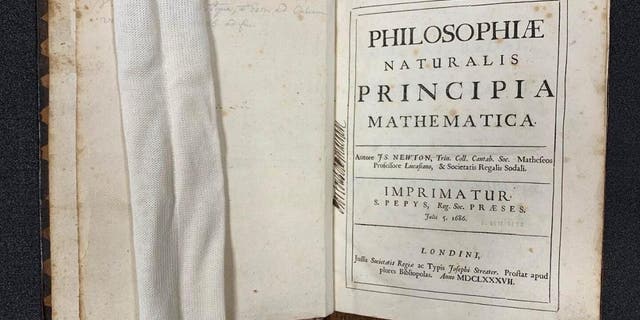 PHILOSOPHIÆ
NATURALIS
PRINCIPIA
MATHEMATICA.
Autore JS. NEWTON, Trin. Coll. Cantab. Soc. Matheseos
Professore Lucasiano, & Societatis Regalis Sodali.
IMPRIMATUR.
S. PEPYS, Reg. Soc. PRÆSES.
Julii 5. 1686.
LONDINI,
Jussu Societatis Regiæ ac Typis Josephi Streater. Prostat apud
plures Bibliopolas. Anno MDCLXXXVII.